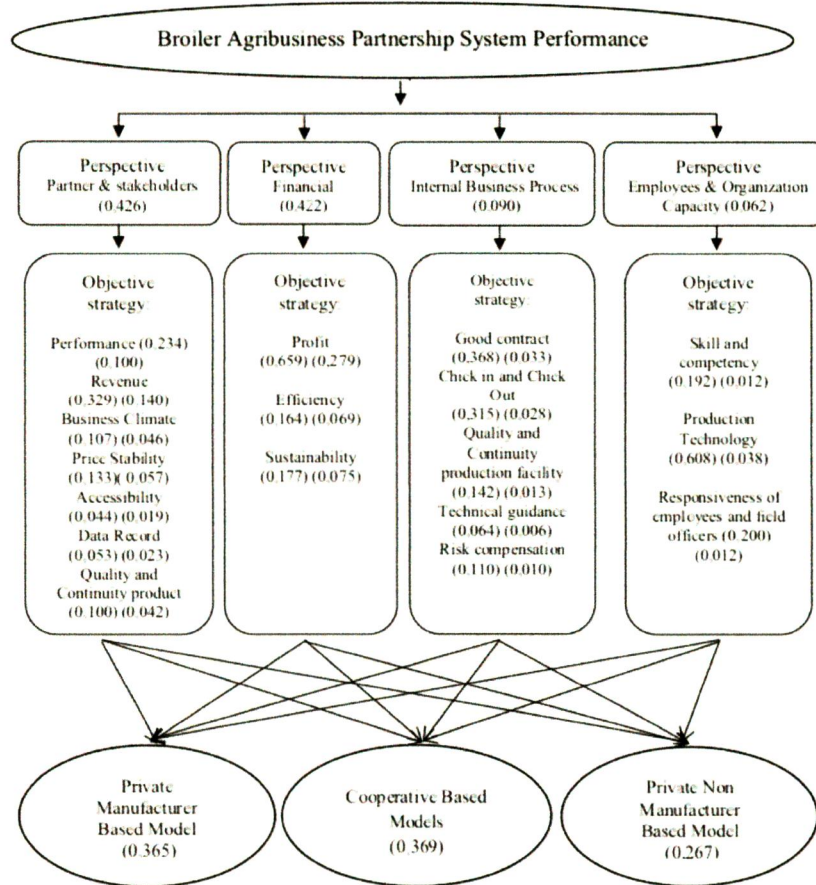 Broiler Agribusiness Partnership System Performance
Perspective
Partner & stakeholders
(0.426)
Perspective
Financial
(0.422)
Perspective
Internal Business Process
(0.090)
Perspective
Employees & Organization
Capacity (0.062)
Objective
strategy:
Performance (0.234)
(0.100)
Revenue
(0.329) (0.140)
Business Climate
(0.107) (0.046)
Price Stability
(0.133)( 0.057)
Accessibility
(0.044) (0.019)
Data Record
(0.053) (0.023)
Quality and
Continuity product
(0.100) (0.042)
Objective
strategy:
Profit
(0.659) (0.279)
Efficiency
(0.164) (0.069)
Sustainability
(0.177) (0.075)
Objective
strategy:
Good contract
(0.368) (0.033)
Chick in and Chick
Out
(0.315) (0.028)
Quality and
Continuity
production facility
(0.142) (0.013)
Technical guidance
(0.064) (0.006)
Risk compensation
(0.110) (0.010)
Objective
strategy:
Skill and
competency
(0.192) (0.012)
Production
Technology
(0.608) (0.038)
Responsiveness of
employees and field
officers (0.200)
(0.012)
Private
Manufacturer
Based Model
(0.365)
Cooperative Based
Models
(0.369)
Private Non
Manufacturer
Based Model
(0.267)